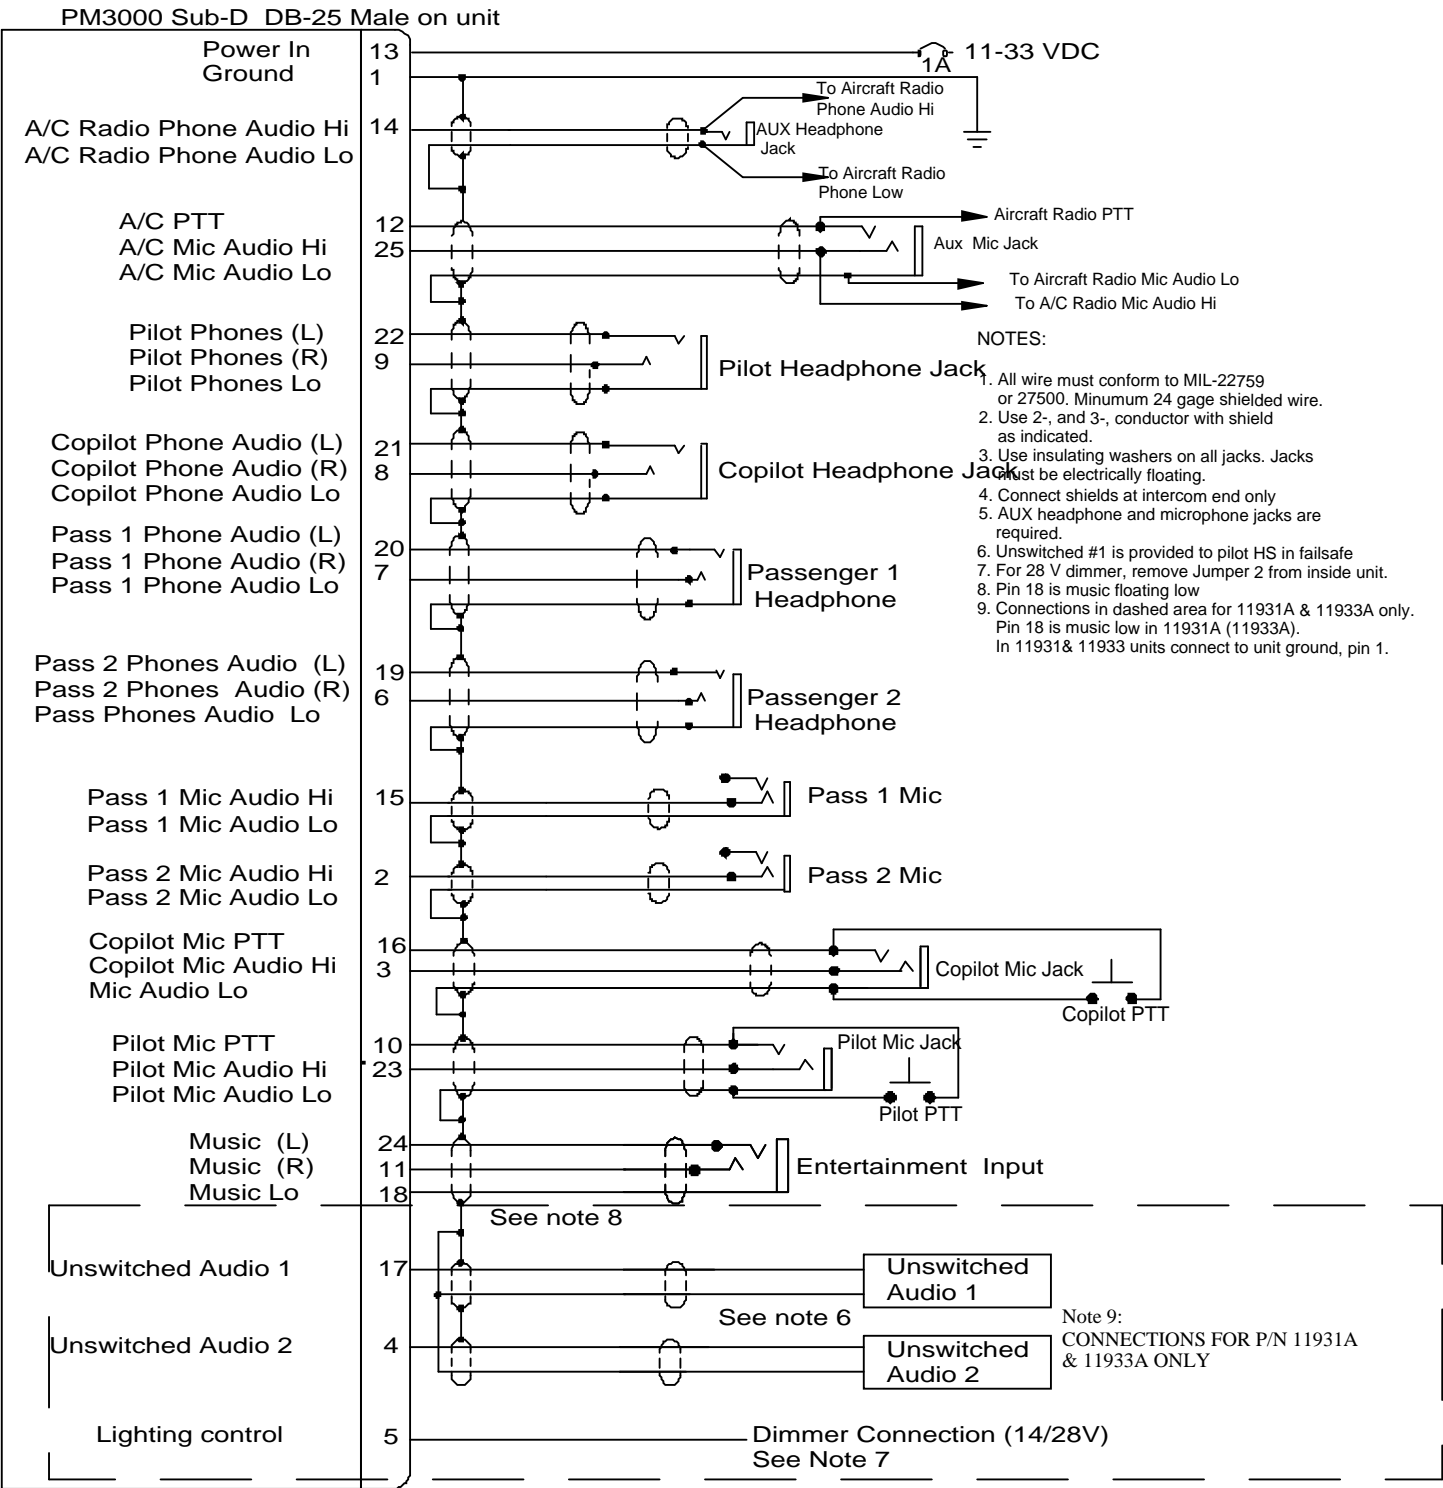 PM3000 Sub-D DB-25 Male on unit
Power In 13 1A 11-33 VDC
Ground 1
To Aircraft Radio
Phone Audio Hi
A/C Radio Phone Audio Hi 14 AUX Headphone
Jack
A/C Radio Phone Audio Lo
To Aircraft Radio
Phone Low
A/C PTT 12 Aircraft Radio PTT
A/C Mic Audio Hi 25 Aux Mic Jack
A/C Mic Audio Lo
To Aircraft Radio Mic Audio Lo
To A/C Radio Mic Audio Hi
Pilot Phones (L) 22
Pilot Phones (R) 9 Pilot Headphone Jack
Pilot Phones Lo
NOTES:
1. All wire must conform to MIL-22759
or 27500. Minumum 24 gage shielded wire.
2. Use 2-, and 3-, conductor with shield
as indicated.
3. Use insulating washers on all jacks. Jacks
must be electrically floating.
4. Connect shields at intercom end only
5. AUX headphone and microphone jacks are
required.
6. Unswitched #1 is provided to pilot HS in failsafe
7. For 28 V dimmer, remove Jumper 2 from inside unit.
8. Pin 18 is music floating low
9. Connections in dashed area for 11931A & 11933A only.
Pin 18 is music low in 11931A (11933A).
In 11931& 11933 units connect to unit ground, pin 1.
Copilot Phone Audio (L) 21
Copilot Phone Audio (R) 8 Copilot Headphone Jack
Copilot Phone Audio Lo
Pass 1 Phone Audio (L) 20
Pass 1 Phone Audio (R) 7 Passenger 1
Pass 1 Phone Audio Lo Headphone
Pass 2 Phones Audio (L) 19
Pass 2 Phones Audio (R) 6 Passenger 2
Pass Phones Audio Lo Headphone
Pass 1 Mic Audio Hi 15 Pass 1 Mic
Pass 1 Mic Audio Lo
Pass 2 Mic Audio Hi 2 Pass 2 Mic
Pass 2 Mic Audio Lo
Copilot Mic PTT 16
Copilot Mic Audio Hi 3 Copilot Mic Jack
Mic Audio Lo
Copilot PTT
Pilot Mic PTT 10 Pilot Mic Jack
Pilot Mic Audio Hi 23
Pilot Mic Audio Lo
Pilot PTT
Music (L) 24
Music (R) 11 Entertainment Input
Music Lo 18
See note 8
Unswitched Audio 1 17 Unswitched
Audio 1
See note 6
Note 9:
CONNECTIONS FOR P/N 11931A
& 11933A ONLY
Unswitched Audio 2 4 Unswitched
Audio 2
Lighting control 5 Dimmer Connection (14/28V)
See Note 7